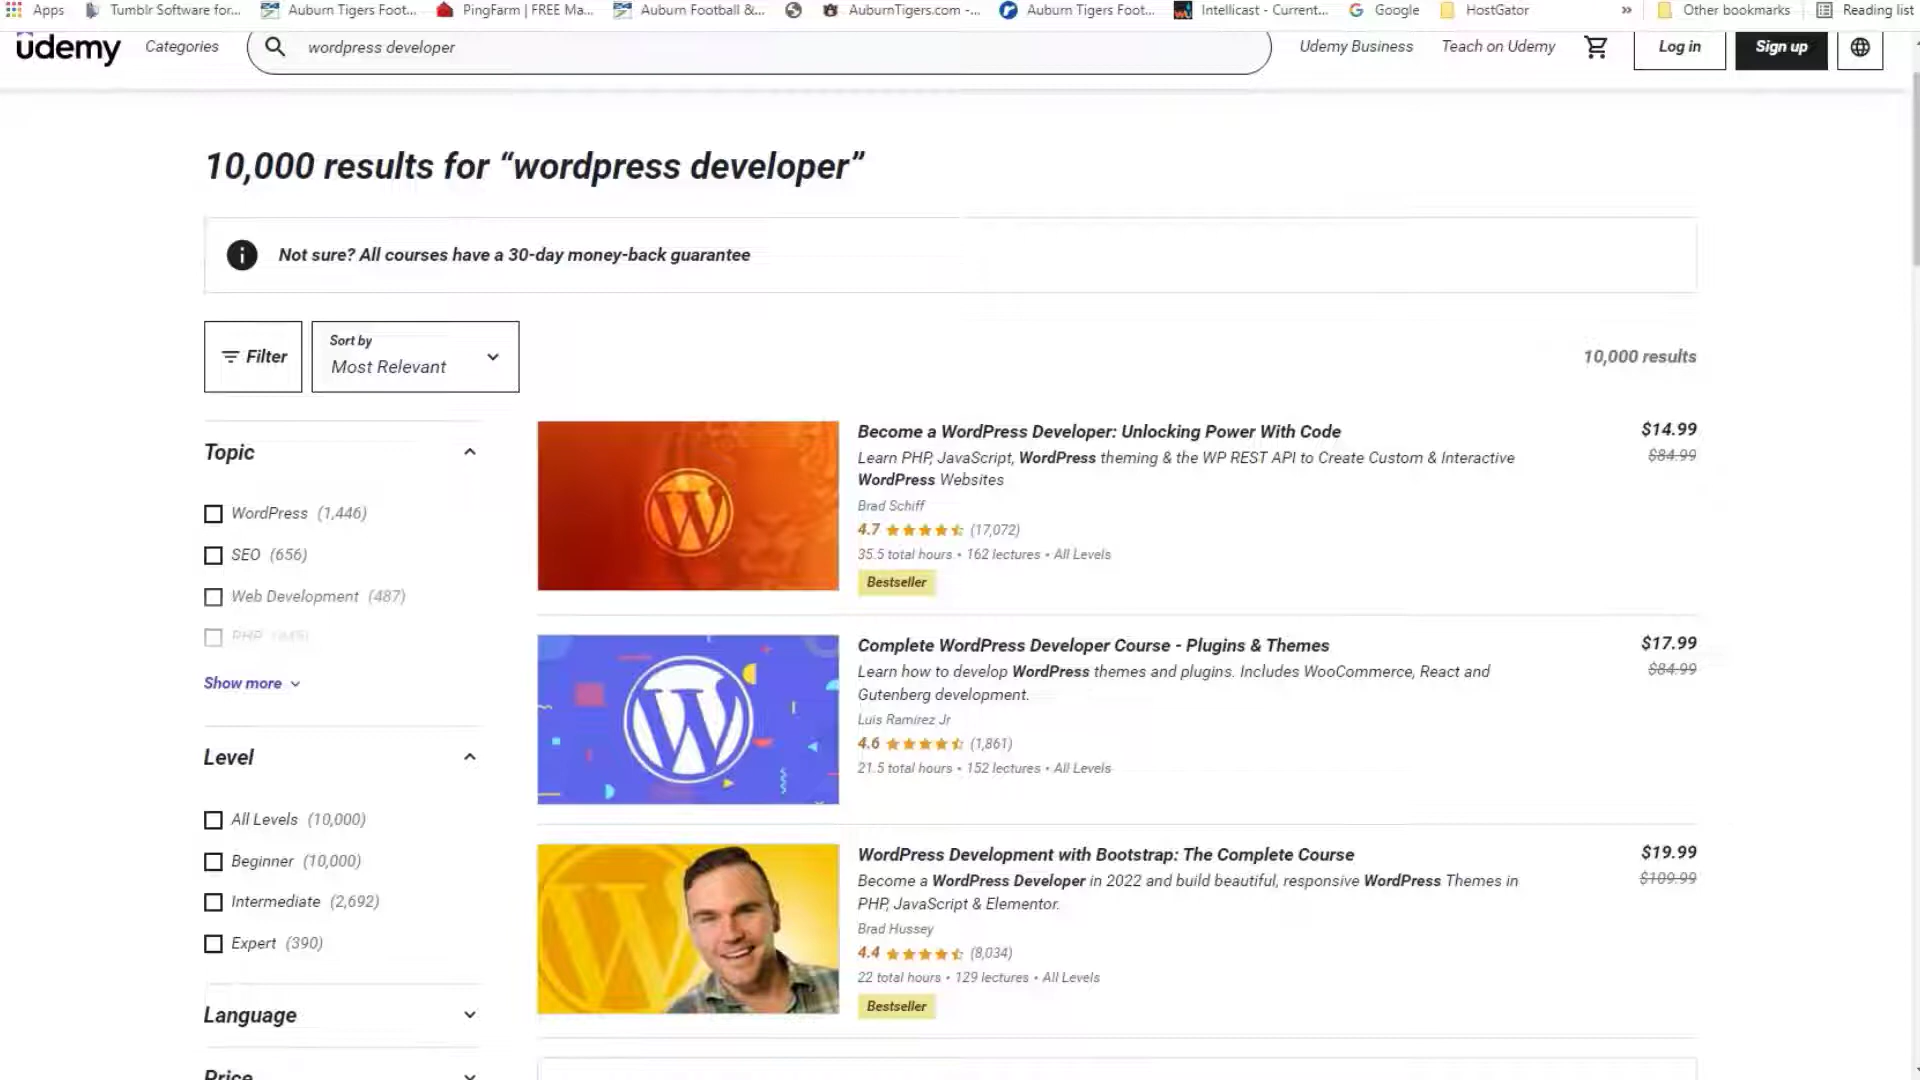 Apps Tumblr Software for... Auburn Tigers Foot... PingFarm | FREE Ma... Auburn Football &... AuburnTigers.com -... Auburn Tigers Foot... Intellicast - Current... Google HostGator » Other bookmarks Reading list
udemy Categories wordpress developer Udemy Business Teach on Udemy Log in Sign up
10,000 results for “wordpress developer”
Not sure? All courses have a 30-day money-back guarantee
Filter
Sort by
Most Relevant
10,000 results
Topic
WordPress (1,446)
SEO (656)
Web Development (487)
PHP
Show more
Level
All Levels (10,000)
Beginner (10,000)
Intermediate (2,692)
Expert (390)
Language
Price
Become a WordPress Developer: Unlocking Power With Code
$14.99
Learn PHP, JavaScript, WordPress theming & the WP REST API to Create Custom & Interactive
$84.99
WordPress Websites
Brad Schiff
4.7 (17,072)
35.5 total hours • 162 lectures • All Levels
Bestseller
Complete WordPress Developer Course - Plugins & Themes
$17.99
Learn how to develop WordPress themes and plugins. Includes WooCommerce, React and
$84.99
Gutenberg development.
Luis Ramirez Jr
4.6 (1,861)
21.5 total hours • 152 lectures • All Levels
WordPress Development with Bootstrap: The Complete Course
$19.99
Become a WordPress Developer in 2022 and build beautiful, responsive WordPress Themes in
$109.99
PHP, JavaScript & Elementor.
Brad Hussey
4.4 (8,034)
22 total hours • 129 lectures • All Levels
Bestseller